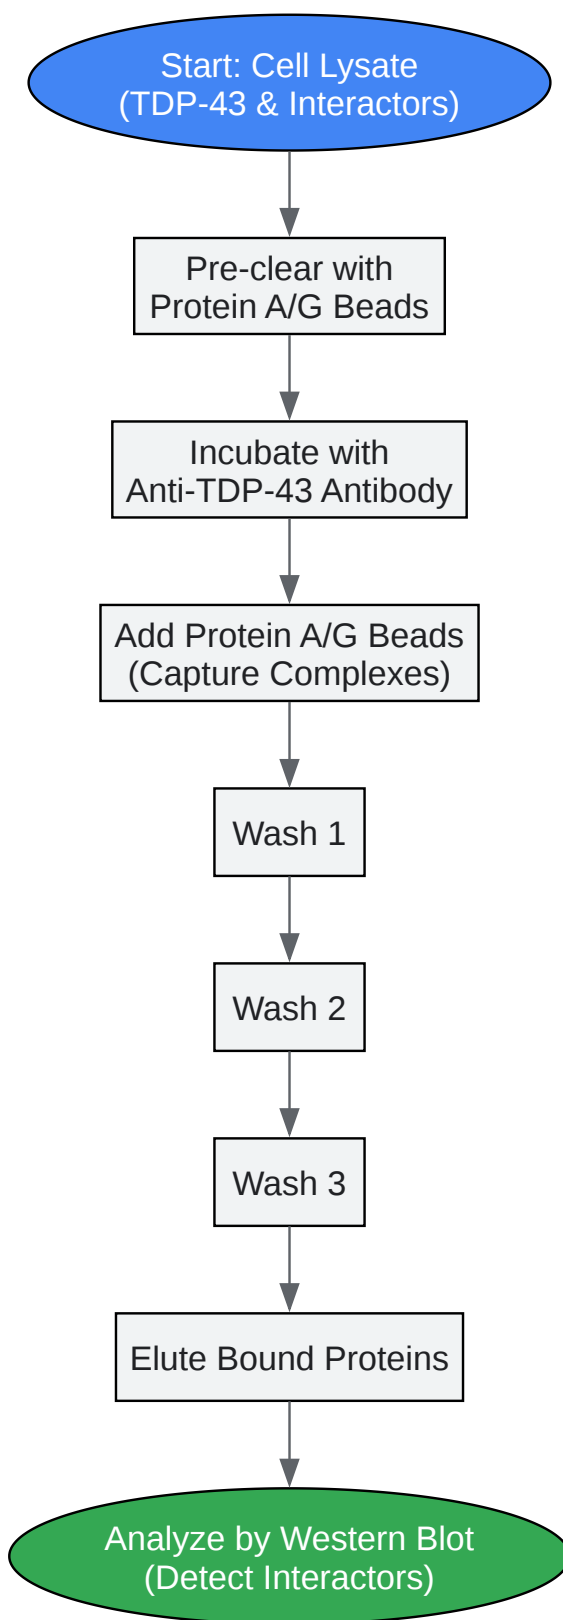 Start: Cell Lysate
(TDP-43 & Interactors)
Pre-clear with
Protein A/G Beads
Incubate with
Anti-TDP-43 Antibody
Add Protein A/G Beads
(Capture Complexes)
Wash 1
Wash 2
Wash 3
Elute Bound Proteins
Analyze by Western Blot
(Detect Interactors)